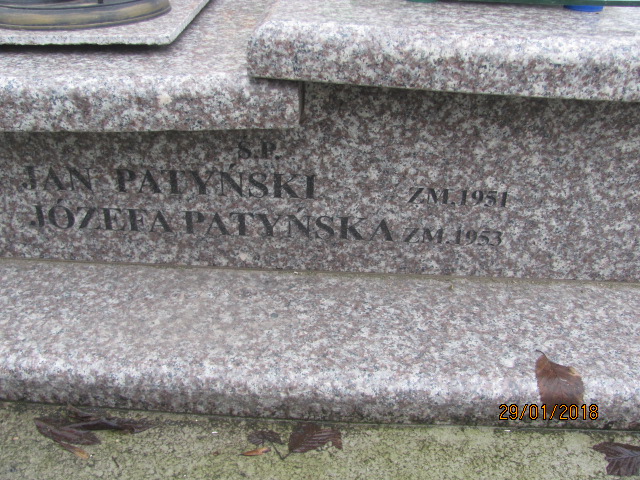 Ś.P.
JAN PATYŃSKI ZM.1951
JÓZEFA PATYŃSKA ZM.1953
29/01/2018